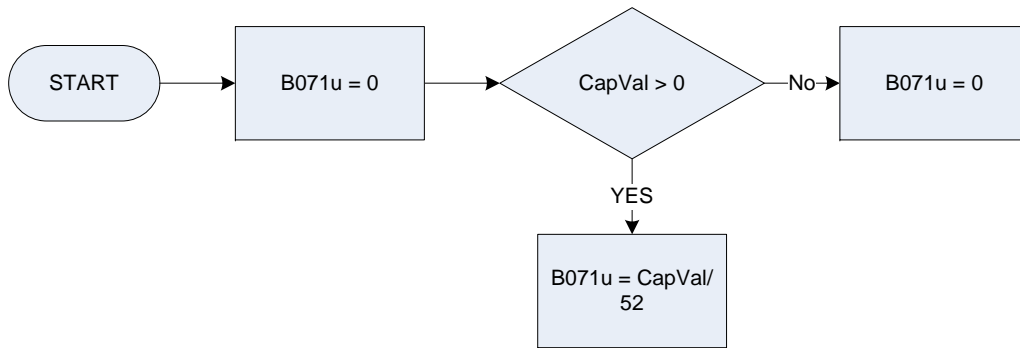 START
B071u = 0
CapVal > 0
No
B071u = 0
YES
B071u = CapVal/
52